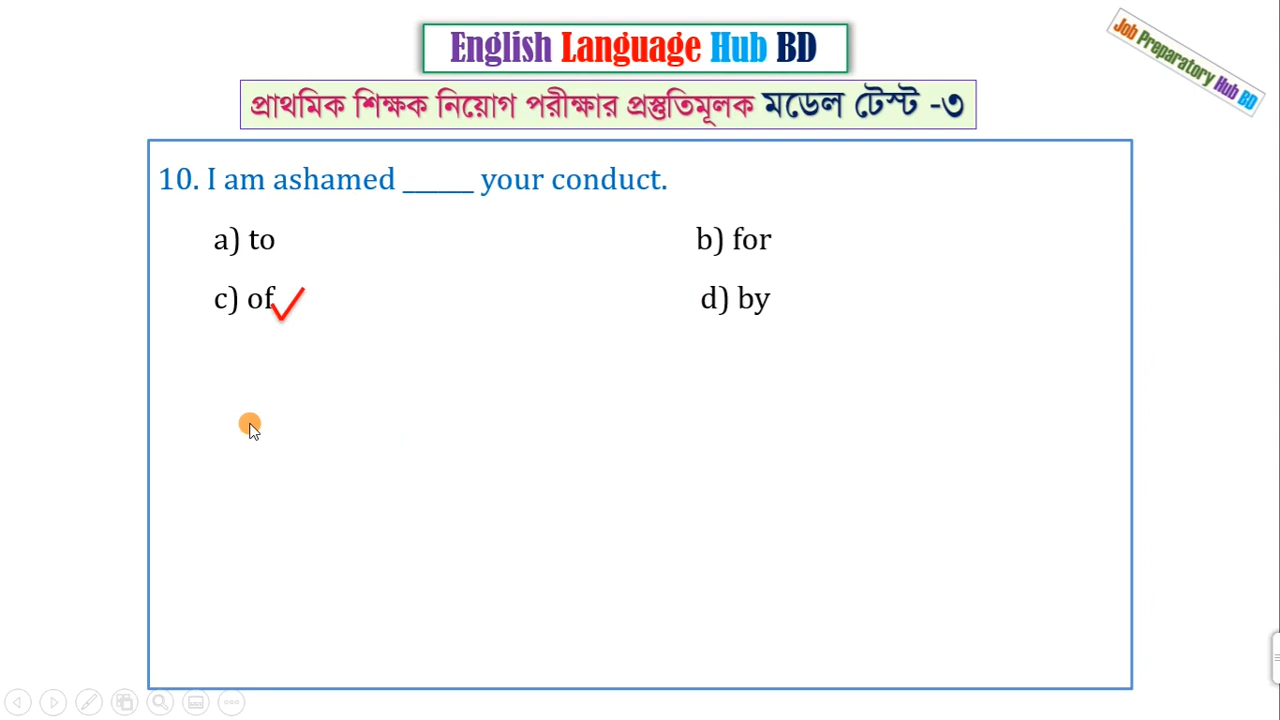 English Language Hub BD
Job Preparatory Hub BD
প্রাথমিক শিক্ষক নিয়োগ পরীক্ষার প্রস্তুতিমূলক মডেল টেস্ট -৩
10. I am ashamed ______ your conduct.
a) to b) for
c) of d) by